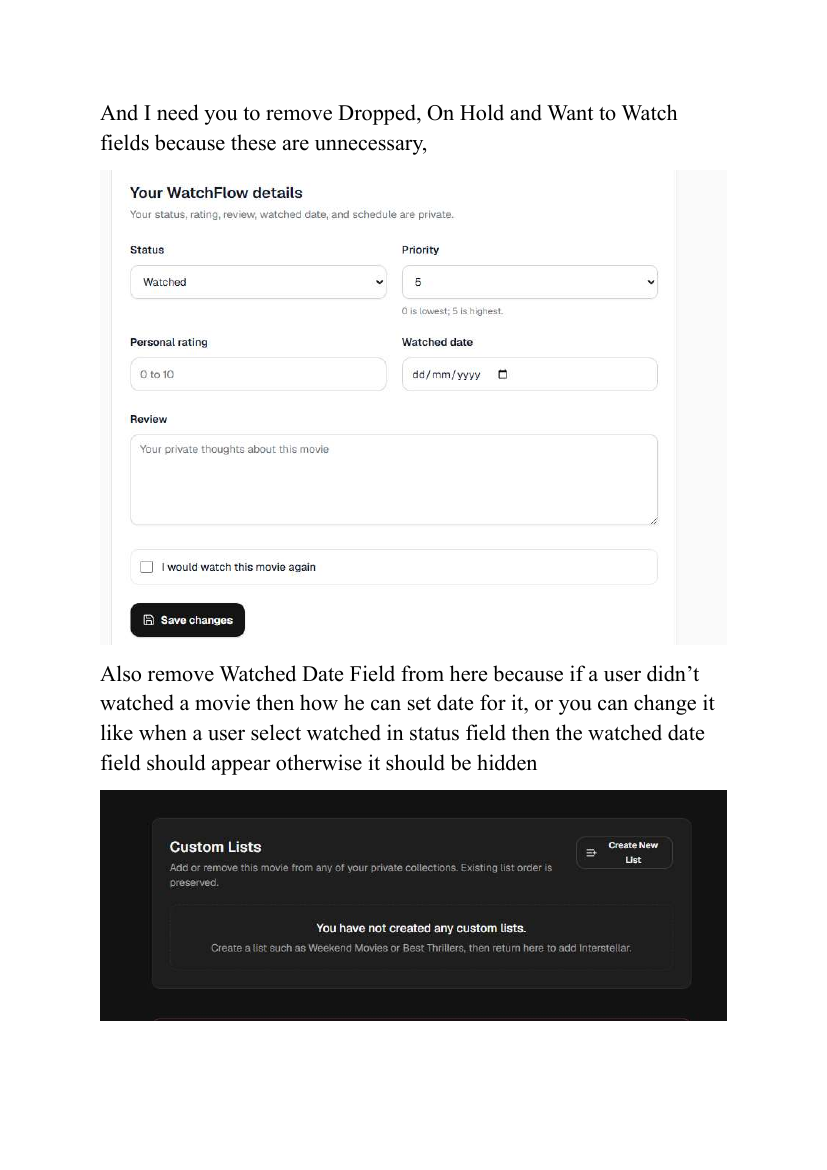 And I need you to remove Dropped, On Hold and Want to Watch
fields because these are unnecessary,
Your WatchFlow details
Your status, rating, review, watched date, and schedule are private.
Status
Priority
Watched
5
0 is lowest; 5 is highest.
Personal rating
Watched date
0 to 10
dd/mm/yyyy
Review
Your private thoughts about this movie
I would watch this movie again
Save changes
Also remove Watched Date Field from here because if a user didn’t
watched a movie then how he can set date for it, or you can change it
like when a user select watched in status field then the watched date
field should appear otherwise it should be hidden
Custom Lists
Create New
List
Add or remove this movie from any of your private collections. Existing list order is
preserved.
You have not created any custom lists.
Create a list such as Weekend Movies or Best Thrillers, then return here to add Interstellar.